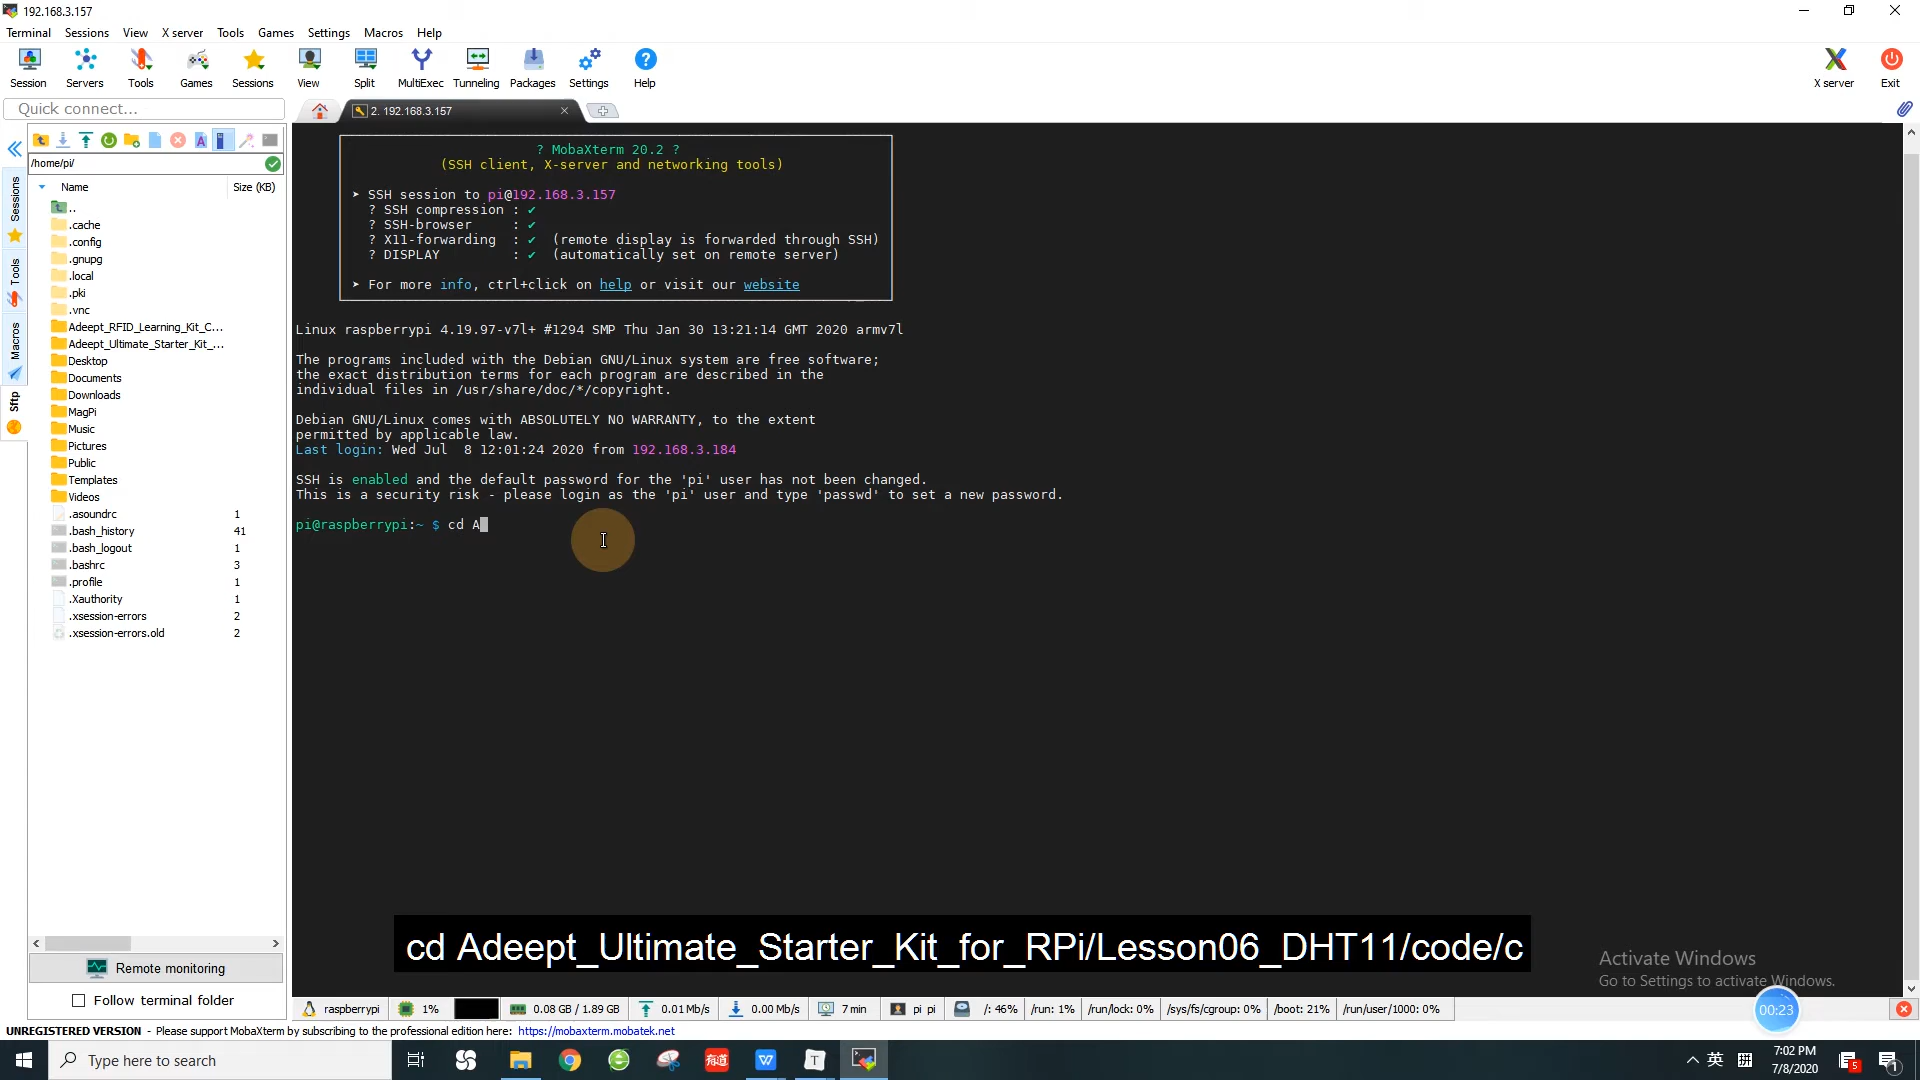 192.168.3.157
Terminal Sessions View X server Tools Games Settings Macros Help
Session Servers Tools Games Sessions View Split MultiExec Tunneling Packages Settings Help X server Exit
Quick connect...
2. 192.168.3.157
/home/pi/
Name Size (KB)
..
.cache
.config
.gnupg
.local
.pki
.vnc
Adeept_RFID_Learning_Kit_C...
Adeept_Ultimate_Starter_Kit_...
Desktop
Documents
Downloads
MagPi
Music
Pictures
Public
Templates
Videos
.asoundrc 1
.bash_history 41
.bash_logout 1
.bashrc 3
.profile 1
.Xauthority 1
.xsession-errors 2
.xsession-errors.old 2
Sessions
Tools
Macros
Sftp
Remote monitoring
Follow terminal folder
? MobaXterm 20.2 ?
(SSH client, X-server and networking tools)
➤ SSH session to pi@192.168.3.157
? SSH compression : ✔
? SSH-browser : ✔
? X11-forwarding : ✔ (remote display is forwarded through SSH)
? DISPLAY : ✔ (automatically set on remote server)
➤ For more info, ctrl+click on help or visit our website
Linux raspberrypi 4.19.97-v7l+ #1294 SMP Thu Jan 30 13:21:14 GMT 2020 armv7l
The programs included with the Debian GNU/Linux system are free software;
the exact distribution terms for each program are described in the
individual files in /usr/share/doc/*/copyright.
Debian GNU/Linux comes with ABSOLUTELY NO WARRANTY, to the extent
permitted by applicable law.
Last login: Wed Jul  8 12:01:24 2020 from 192.168.3.184
SSH is enabled and the default password for the 'pi' user has not been changed.
This is a security risk - please login as the 'pi' user and type 'passwd' to set a new password.
pi@raspberrypi:~ $ cd A
cd Adeept_Ultimate_Starter_Kit_for_RPi/Lesson06_DHT11/code/c
Activate Windows
Go to Settings to activate Windows.
raspberrypi 1% 0.08 GB / 1.89 GB 0.01 Mb/s 0.00 Mb/s 7 min pi pi /: 46% /run: 1% /run/lock: 0% /sys/fs/cgroup: 0% /boot: 21% /run/user/1000: 0%
00:23
UNREGISTERED VERSION - Please support MobaXterm by subscribing to the professional edition here: https://mobaxterm.mobatek.net
Type here to search
有道
W
T
英
拼
7:02 PM
7/8/2020
5
1